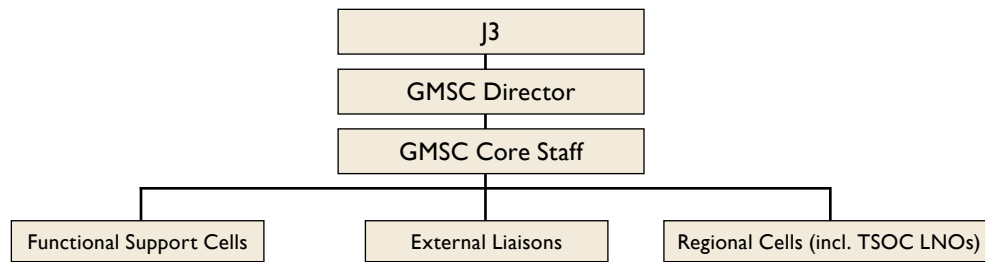 J3
GMSC Director
GMSC Core Staff
Functional Support Cells
External Liaisons
Regional Cells (incl. TSOC LNOs)